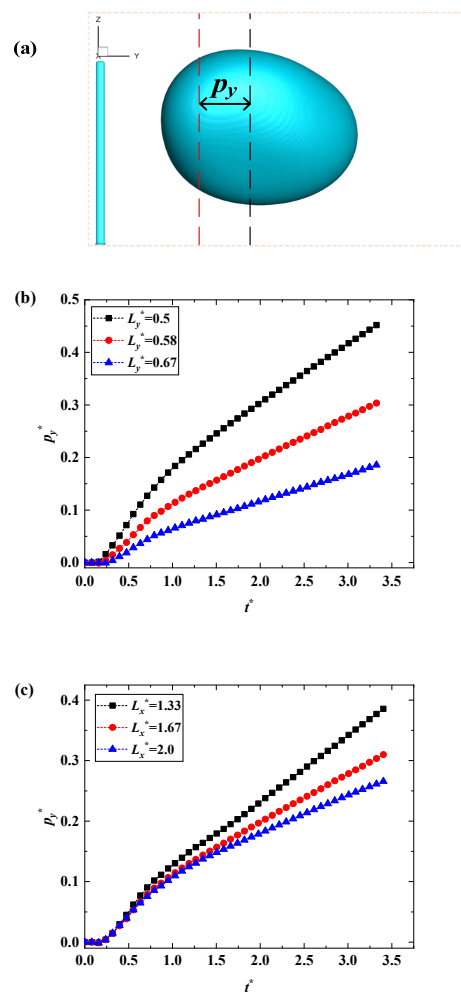 (a)
Z
X
Y
p_y
(b)
0.5
0.4
0.3
0.2
0.1
0.0
p_y^*
L_y^*=0.5
L_y^*=0.58
L_y^*=0.67
0.0 0.5 1.0 1.5 2.0 2.5 3.0 3.5
t^*
(c)
0.4
0.3
0.2
0.1
0.0
p_y^*
L_x^*=1.33
L_x^*=1.67
L_x^*=2.0
0.0 0.5 1.0 1.5 2.0 2.5 3.0 3.5
t^*